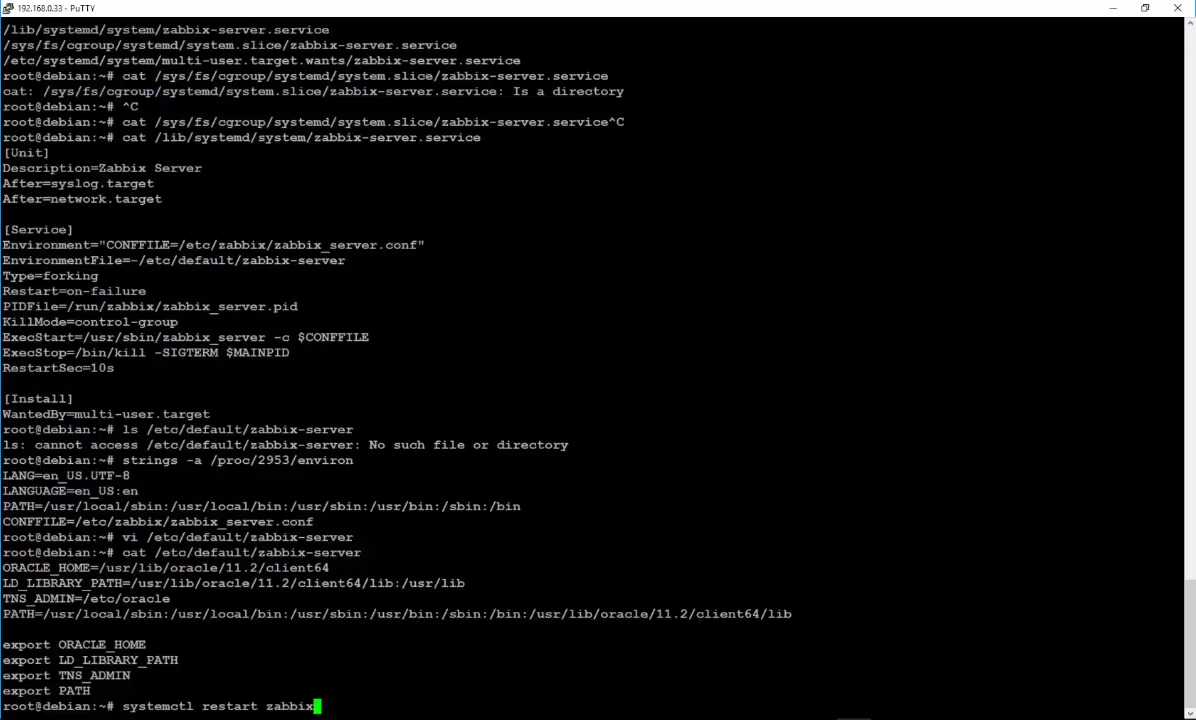 192.168.0.33 - PuTTY
/lib/systemd/system/zabbix-server.service
/sys/fs/cgroup/systemd/system.slice/zabbix-server.service
/etc/systemd/system/multi-user.target.wants/zabbix-server.service
root@debian:~# cat /sys/fs/cgroup/systemd/system.slice/zabbix-server.service
cat: /sys/fs/cgroup/systemd/system.slice/zabbix-server.service: Is a directory
root@debian:~# ^C
root@debian:~# cat /sys/fs/cgroup/systemd/system.slice/zabbix-server.service^C
root@debian:~# cat /lib/systemd/system/zabbix-server.service
[Unit]
Description=Zabbix Server
After=syslog.target
After=network.target

[Service]
Environment="CONFFILE=/etc/zabbix/zabbix_server.conf"
EnvironmentFile=-/etc/default/zabbix-server
Type=forking
Restart=on-failure
PIDFile=/run/zabbix/zabbix_server.pid
KillMode=control-group
ExecStart=/usr/sbin/zabbix_server -c $CONFFILE
ExecStop=/bin/kill -SIGTERM $MAINPID
RestartSec=10s

[Install]
WantedBy=multi-user.target
root@debian:~# ls /etc/default/zabbix-server
ls: cannot access /etc/default/zabbix-server: No such file or directory
root@debian:~# strings -a /proc/2953/environ
LANG=en_US.UTF-8
LANGUAGE=en_US:en
PATH=/usr/local/sbin:/usr/local/bin:/usr/sbin:/usr/bin:/sbin:/bin
CONFFILE=/etc/zabbix/zabbix_server.conf
root@debian:~# vi /etc/default/zabbix-server
root@debian:~# cat /etc/default/zabbix-server
ORACLE_HOME=/usr/lib/oracle/11.2/client64
LD_LIBRARY_PATH=/usr/lib/oracle/11.2/client64/lib:/usr/lib
TNS_ADMIN=/etc/oracle
PATH=/usr/local/sbin:/usr/local/bin:/usr/sbin:/usr/bin:/sbin:/bin:/usr/lib/oracle/11.2/client64/lib

export ORACLE_HOME
export LD_LIBRARY_PATH
export TNS_ADMIN
export PATH
root@debian:~# systemctl restart zabbix